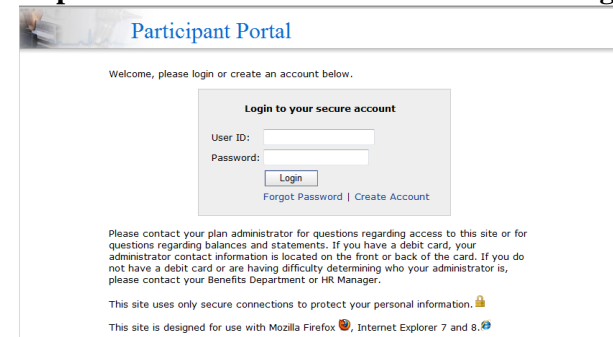 Participant Portal
Welcome, please login or create an account below.
Login to your secure account
User ID:
Password:
Login
Forgot Password | Create Account
Please contact your plan administrator for questions regarding access to this site or for
questions regarding balances and statements. If you have a debit card, your
administrator contact information is located on the front or back of the card. If you do
not have a debit card or are having difficulty determining who your administrator is,
please contact your Benefits Department or HR Manager.
This site uses only secure connections to protect your personal information.
This site is designed for use with Mozilla Firefox , Internet Explorer 7 and 8.